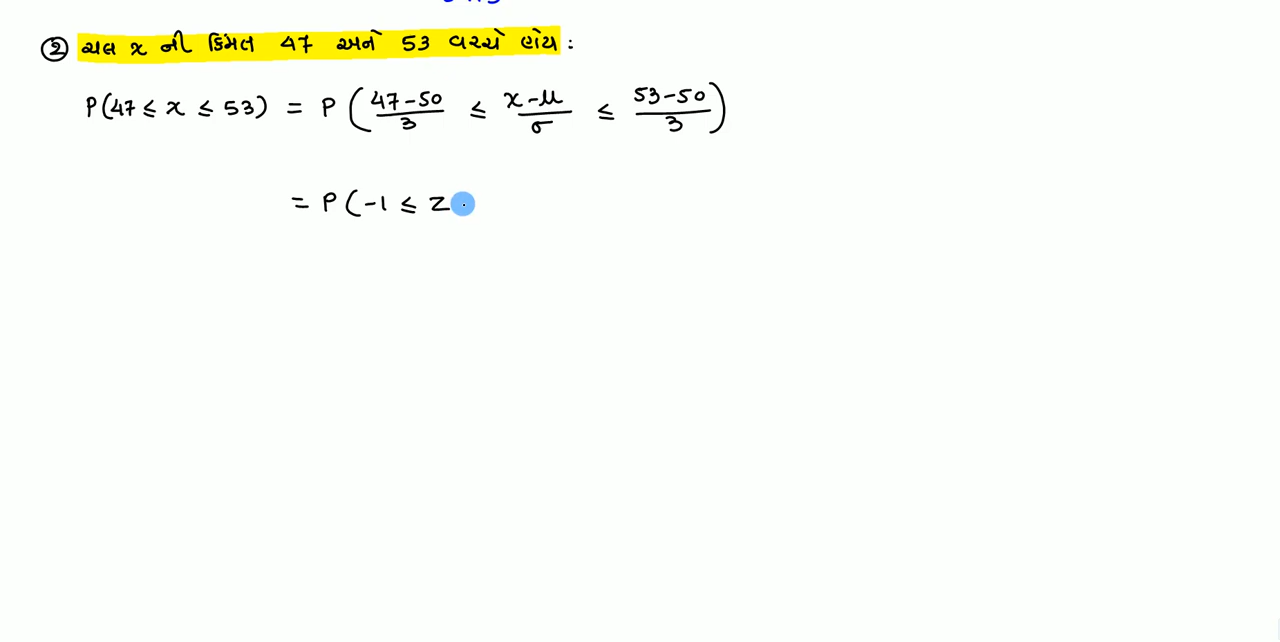 ② ચલ x ની કિંમત 47 અને 53 વચ્ચે હોય :
P(47 ≤ x ≤ 53) = P ( (47-50)/3 ≤ (x-μ)/σ ≤ (53-50)/3 )
= P (-1 ≤ Z